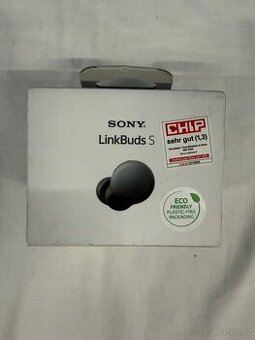 SONY
LinkBuds S
CHIP
sehr gut (1,3)
ECO
FRIENDLY
PLASTIC-FREE
PACKAGING